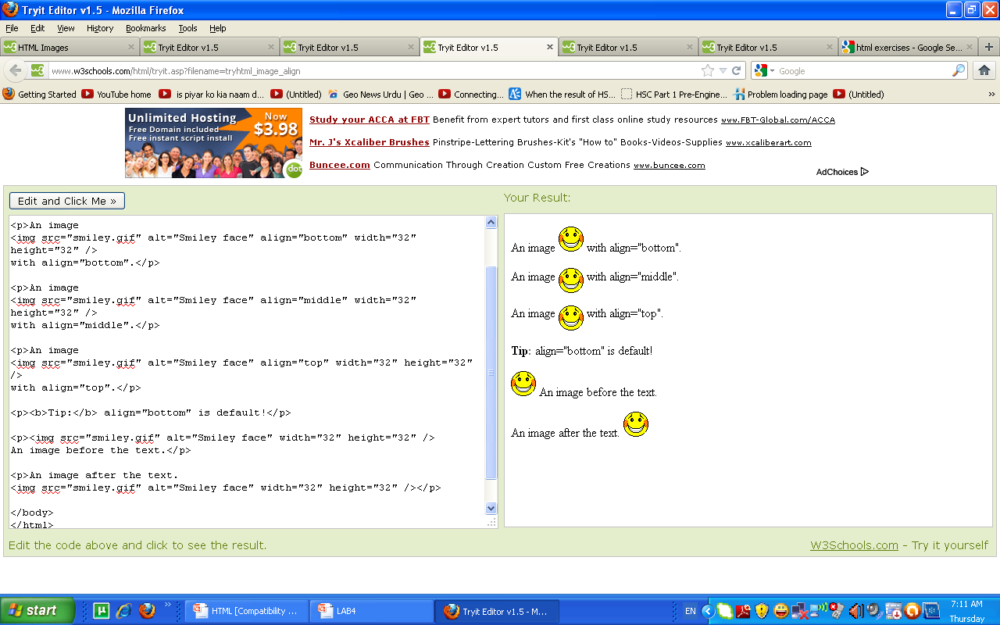 Tryit Editor v1.5 - Mozilla Firefox
File Edit View History Bookmarks Tools Help
HTML Images Tryit Editor v1.5 Tryit Editor v1.5 Tryit Editor v1.5 Tryit Editor v1.5 Tryit Editor v1.5 html exercises - Google Se...
www.w3schools.com/html/tryit.asp?filename=tryhtml_image_align Google
Getting Started YouTube home is piyar ko kia naam d... (Untitled) Geo News Urdu | Geo ... Connecting... When the result of HS... HSC Part 1 Pre-Engine... Problem loading page (Untitled) »
Unlimited Hosting
Free Domain included
Free instant script install
Now
$3.98
dot
Study your ACCA at FBT Benefit from expert tutors and first class online study resources www.FBT-Global.com/ACCA
Mr. J's Xcaliber Brushes Pinstripe-Lettering Brushes-Kit's "How to" Books-Videos-Supplies www.xcaliberart.com
Buncee.com Communication Through Creation Custom Free Creations www.buncee.com
AdChoices
Edit and Click Me »
<p>An image
<img src="smiley.gif" alt="Smiley face" align="bottom" width="32"
height="32" />
with align="bottom".</p>
<p>An image
<img src="smiley.gif" alt="Smiley face" align="middle" width="32"
height="32" />
with align="middle".</p>
<p>An image
<img src="smiley.gif" alt="Smiley face" align="top" width="32" height="32"
/>
with align="top".</p>
<p><b>Tip:</b> align="bottom" is default!</p>
<p><img src="smiley.gif" alt="Smiley face" width="32" height="32" />
An image before the text.</p>
<p>An image after the text.
<img src="smiley.gif" alt="Smiley face" width="32" height="32" /></p>
</body>
</html>
Your Result:
An image with align="bottom".
An image with align="middle".
An image with align="top".
Tip: align="bottom" is default!
An image before the text.
An image after the text.
Edit the code above and click to see the result.
W3Schools.com - Try it yourself
start » HTML [Compatibility ... LAB4 Tryit Editor v1.5 - M... EN 7:11 AM
Thursday